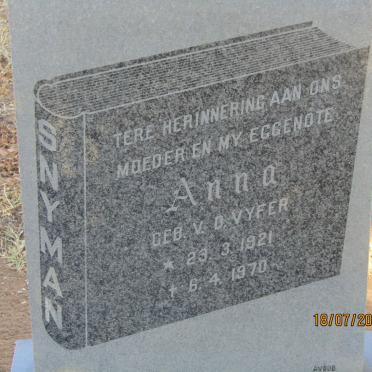 SNYMAN
TERE HERINNERING AAN ONS
MOEDER EN MY EGGENOTE
Anna
GEB. V. D. VYFER
* 23. 3. 1921
† 6. 4. 1970
18/07/20